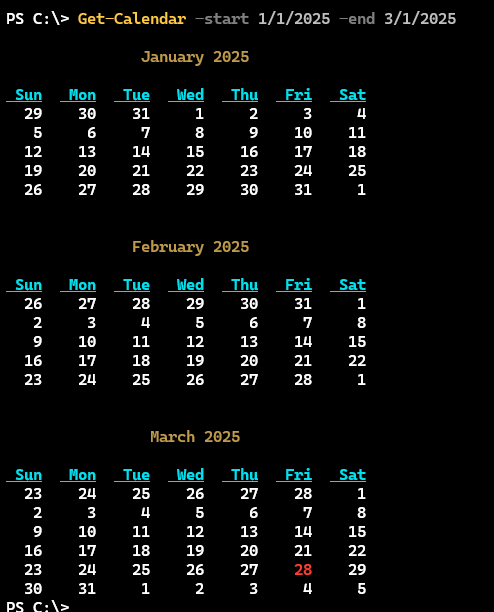 PS C:\> Get-Calendar -start 1/1/2025 -end 3/1/2025
January 2025
Sun Mon Tue Wed Thu Fri Sat
29 30 31 1 2 3 4
5 6 7 8 9 10 11
12 13 14 15 16 17 18
19 20 21 22 23 24 25
26 27 28 29 30 31 1
February 2025
Sun Mon Tue Wed Thu Fri Sat
26 27 28 29 30 31 1
2 3 4 5 6 7 8
9 10 11 12 13 14 15
16 17 18 19 20 21 22
23 24 25 26 27 28 1
March 2025
Sun Mon Tue Wed Thu Fri Sat
23 24 25 26 27 28 1
2 3 4 5 6 7 8
9 10 11 12 13 14 15
16 17 18 19 20 21 22
23 24 25 26 27 28 29
30 31 1 2 3 4 5
PS C:\>